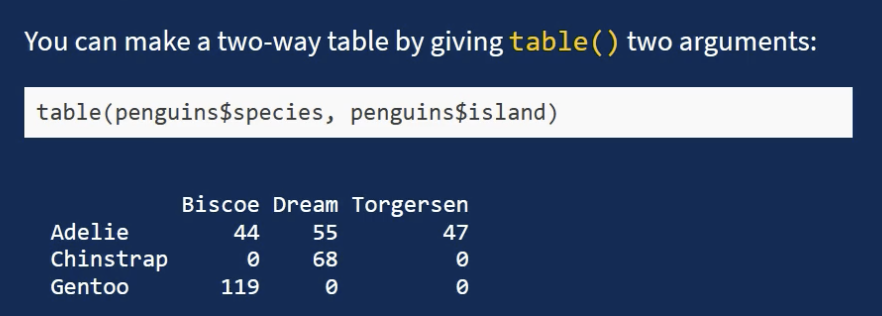 You can make a two-way table by giving table() two arguments:
table(penguins$species, penguins$island)
Biscoe Dream Torgersen
Adelie 44 55 47
Chinstrap 0 68 0
Gentoo 119 0 0